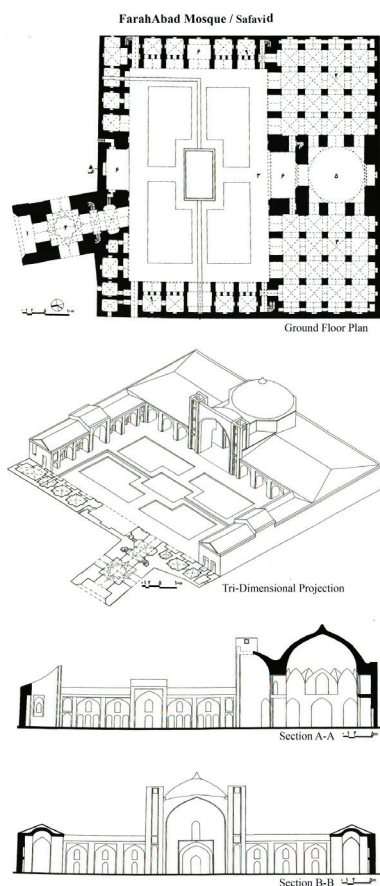 FarahAbad Mosque / Safavid
Ground Floor Plan
Tri-Dimensional Projection
Section A-A
Section B-B